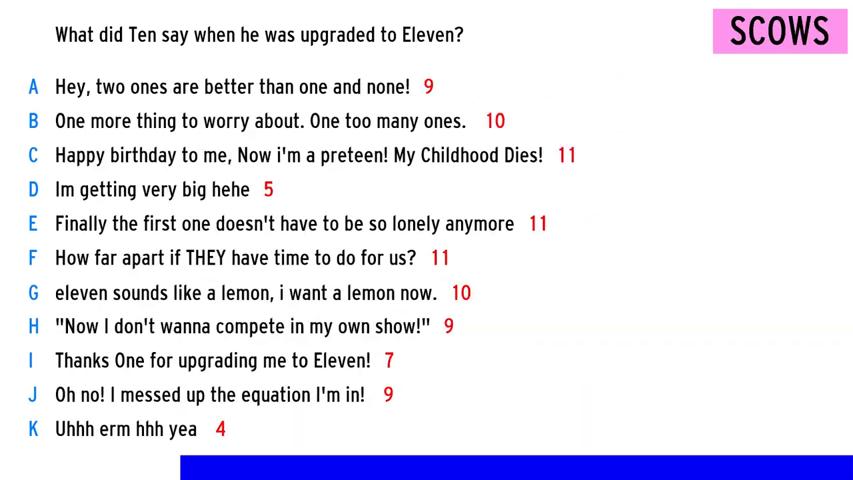 What did Ten say when he was upgraded to Eleven?
SCOWS
A Hey, two ones are better than one and none! 9
B One more thing to worry about. One too many ones. 10
C Happy birthday to me, Now i'm a preteen! My Childhood Dies! 11
D Im getting very big hehe 5
E Finally the first one doesn't have to be so lonely anymore 11
F How far apart if THEY have time to do for us? 11
G eleven sounds like a lemon, i want a lemon now. 10
H "Now I don't wanna compete in my own show!" 9
I Thanks One for upgrading me to Eleven! 7
J Oh no! I messed up the equation I'm in! 9
K Uhhh erm hhh yea 4